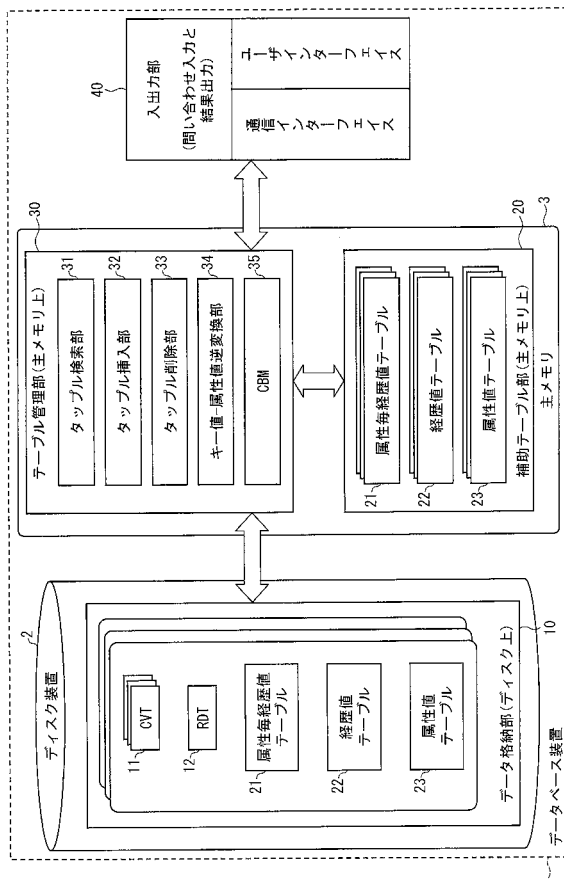 2
ディスク装置
11
CVT
12
RDT
21
属性毎経歴値
テーブル
22
経歴値
テーブル
23
属性値
テーブル
データ格納部(ディスク上)
10
データベース装置
30
テーブル管理部(主メモリ上)
31
タップル検索部
32
タップル挿入部
33
タップル削除部
34
キー値-属性値逆変換部
35
CBM
21
属性毎経歴値テーブル
22
経歴値テーブル
23
属性値テーブル
補助テーブル部(主メモリ上)
20
主メモリ
3
40
入出力部
(問い合わせ入力と
結果出力)
通信インターフェイス
ユーザインターフェイス